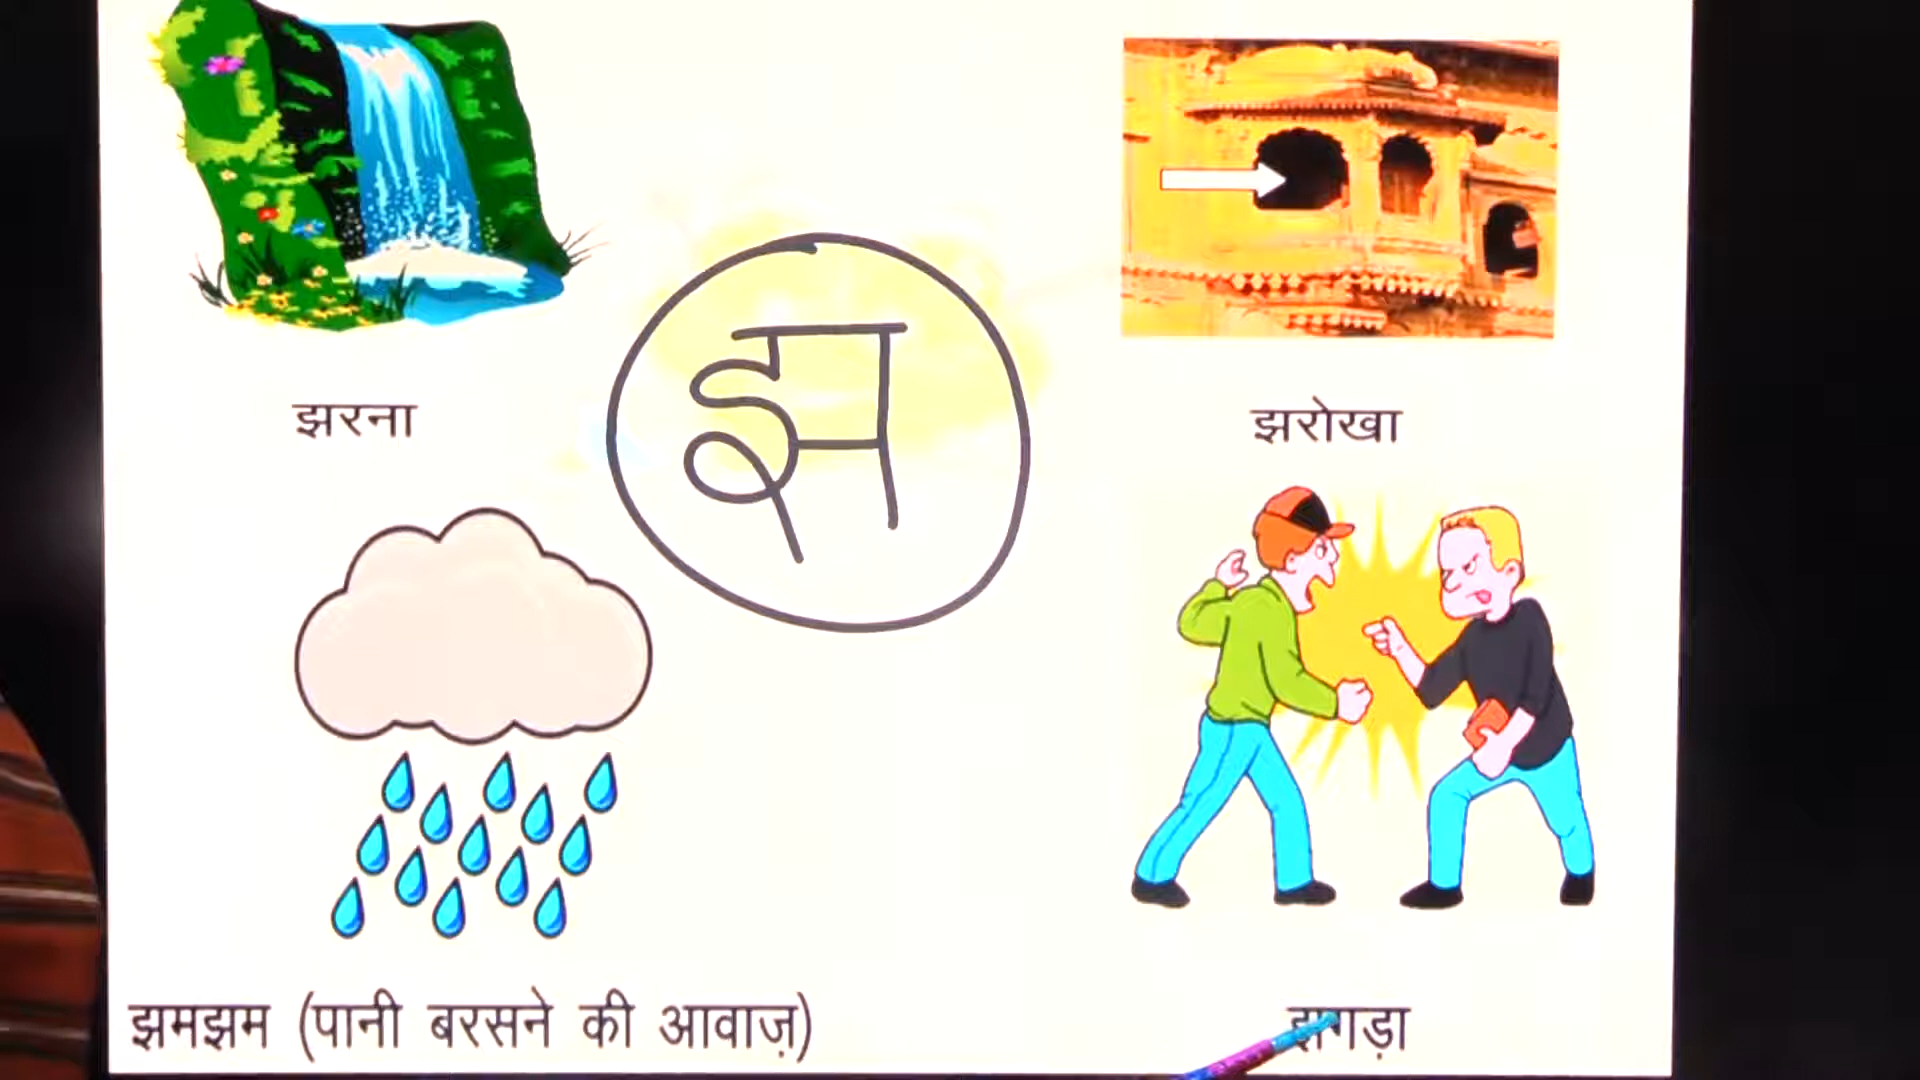 झ
झरना
झरोखा
झमझम (पानी बरसने की आवाज़)
झगड़ा